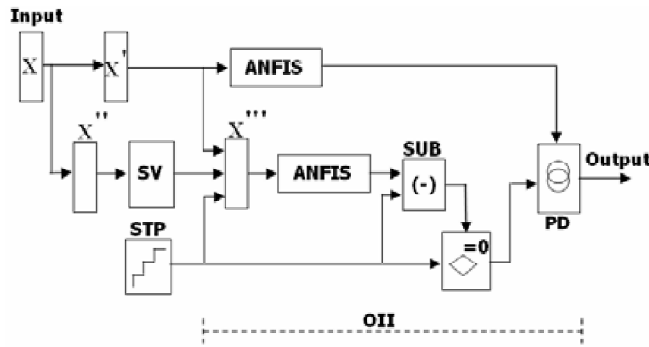 Input
X
X'
ANFIS
X''
SV
X'''
ANFIS
SUB
(-)
STP
=0
PD
Output
OII